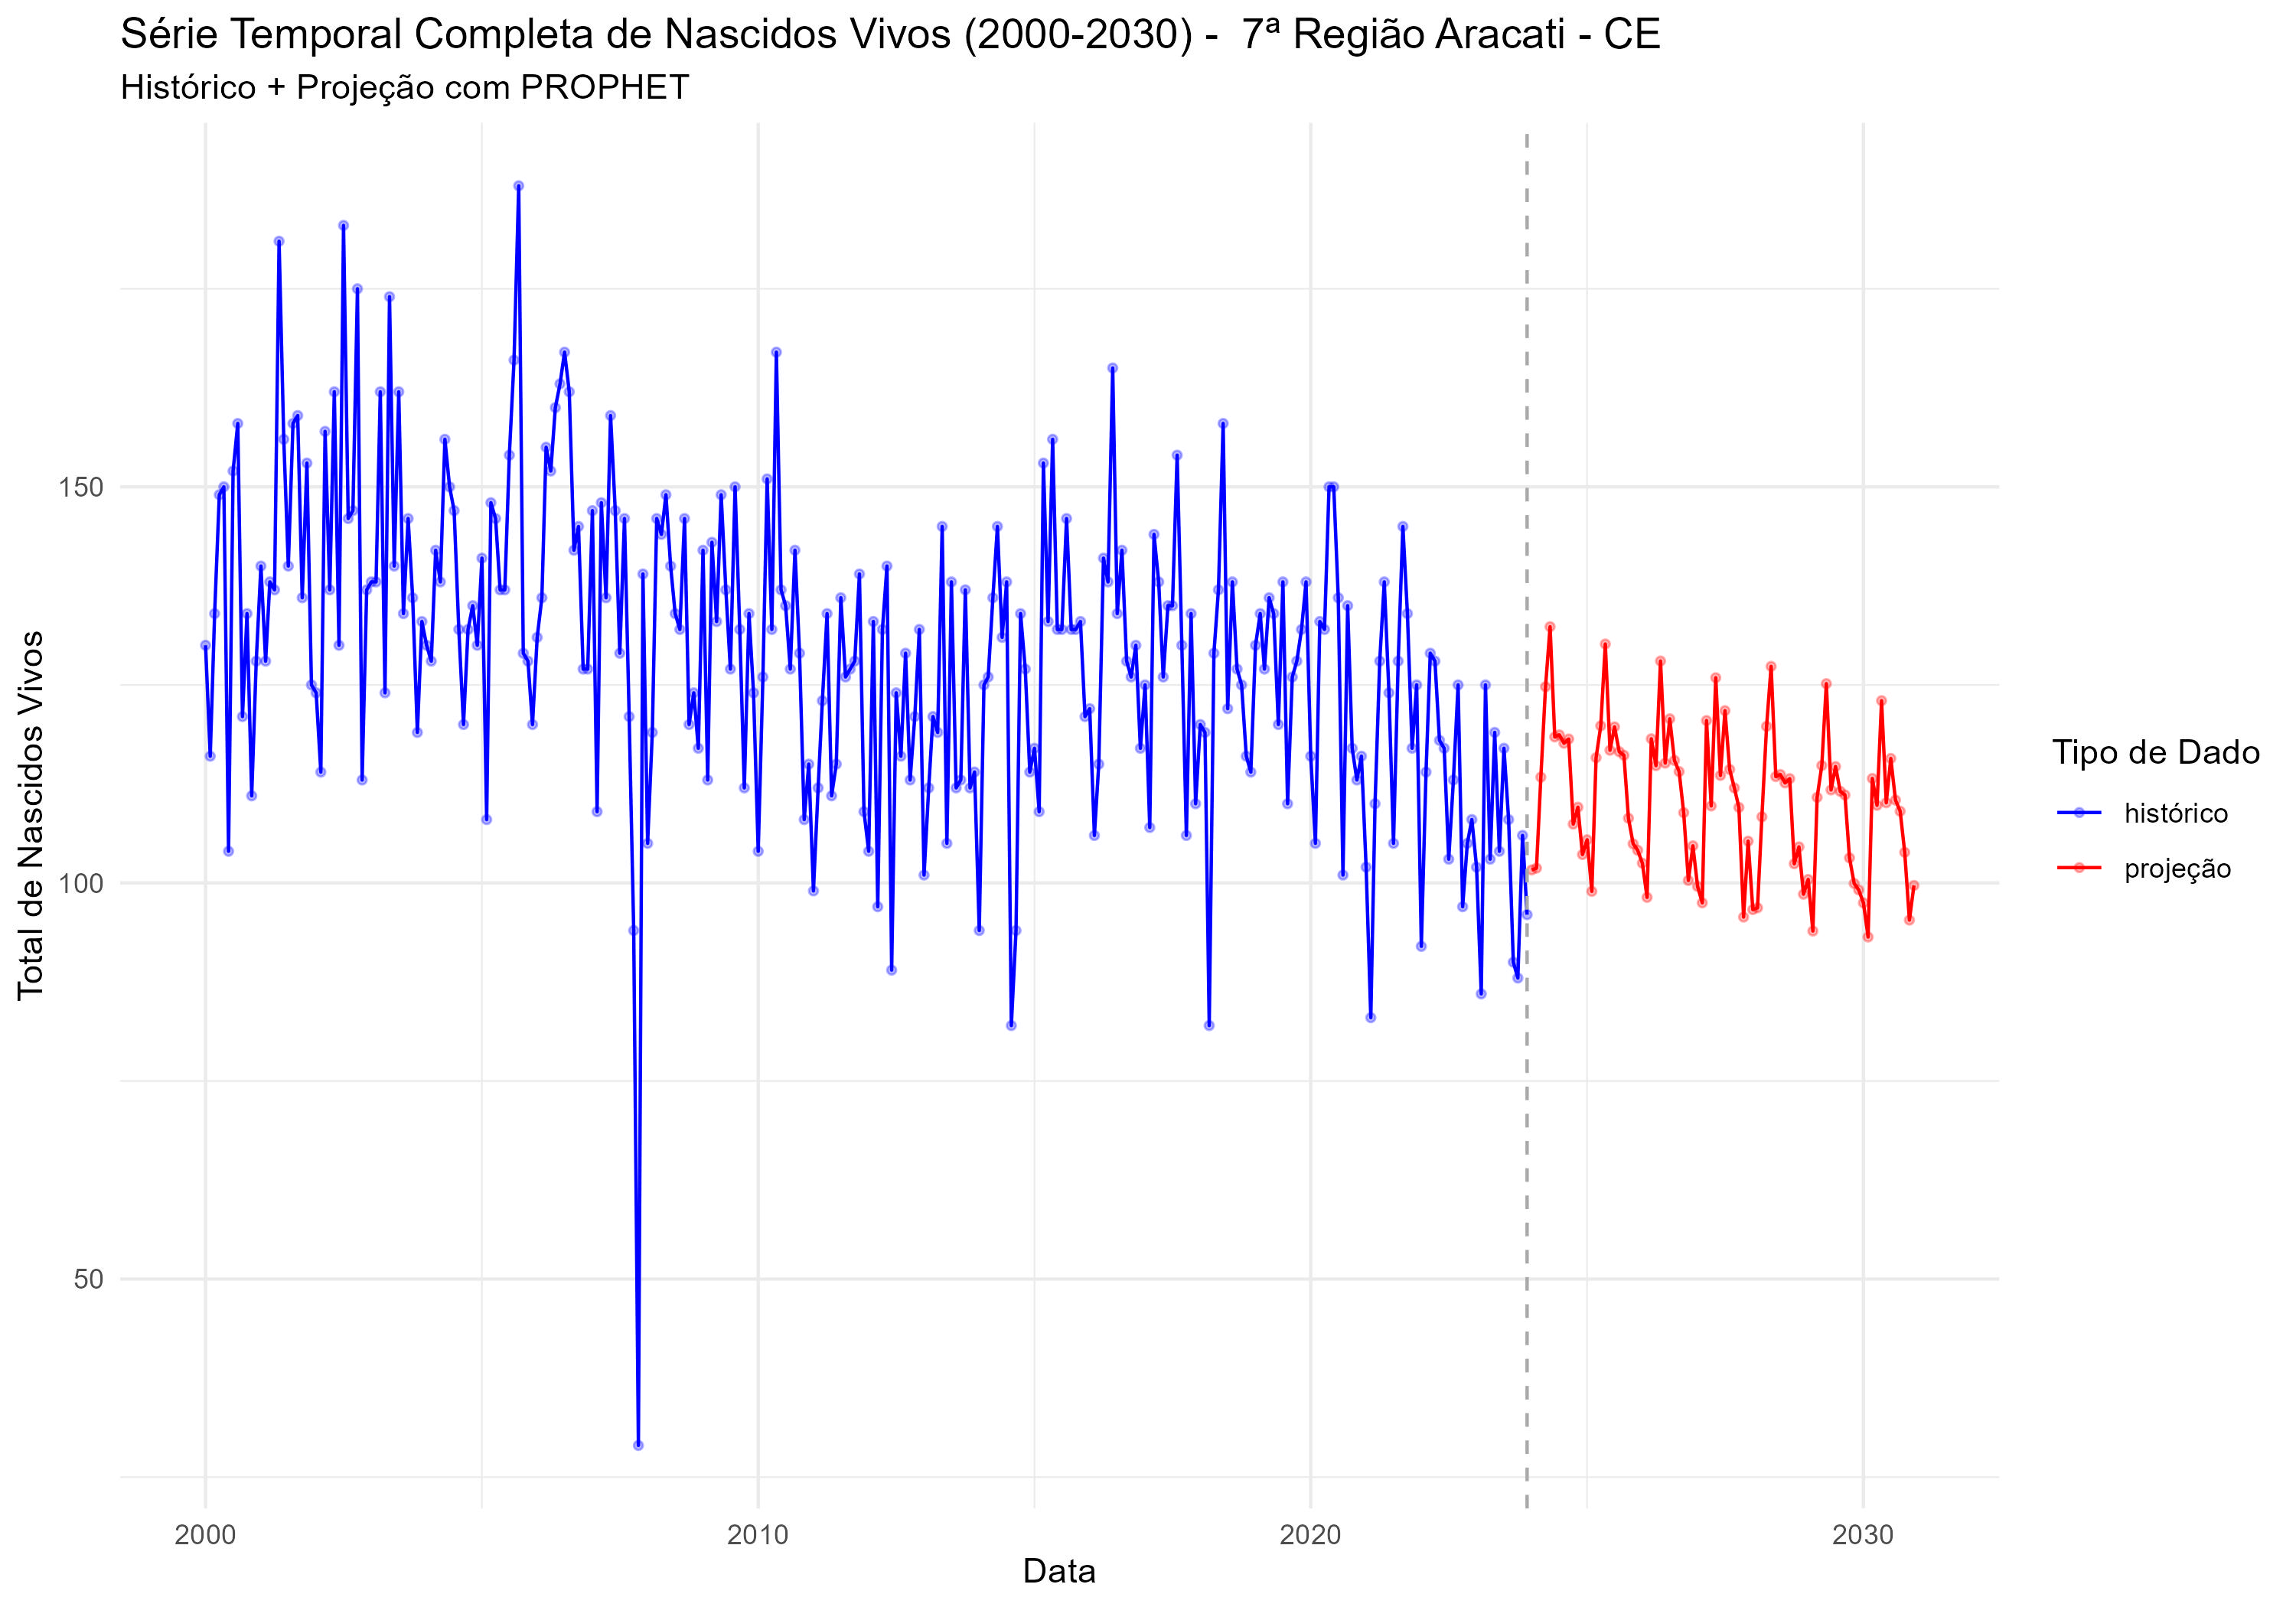 Série Temporal Completa de Nascidos Vivos (2000-2030) -  7ª Região Aracati - CE
Histórico + Projeção com PROPHET
Total de Nascidos Vivos
150
100
50
2000
2010
2020
2030
Data
Tipo de Dado
histórico
projeção